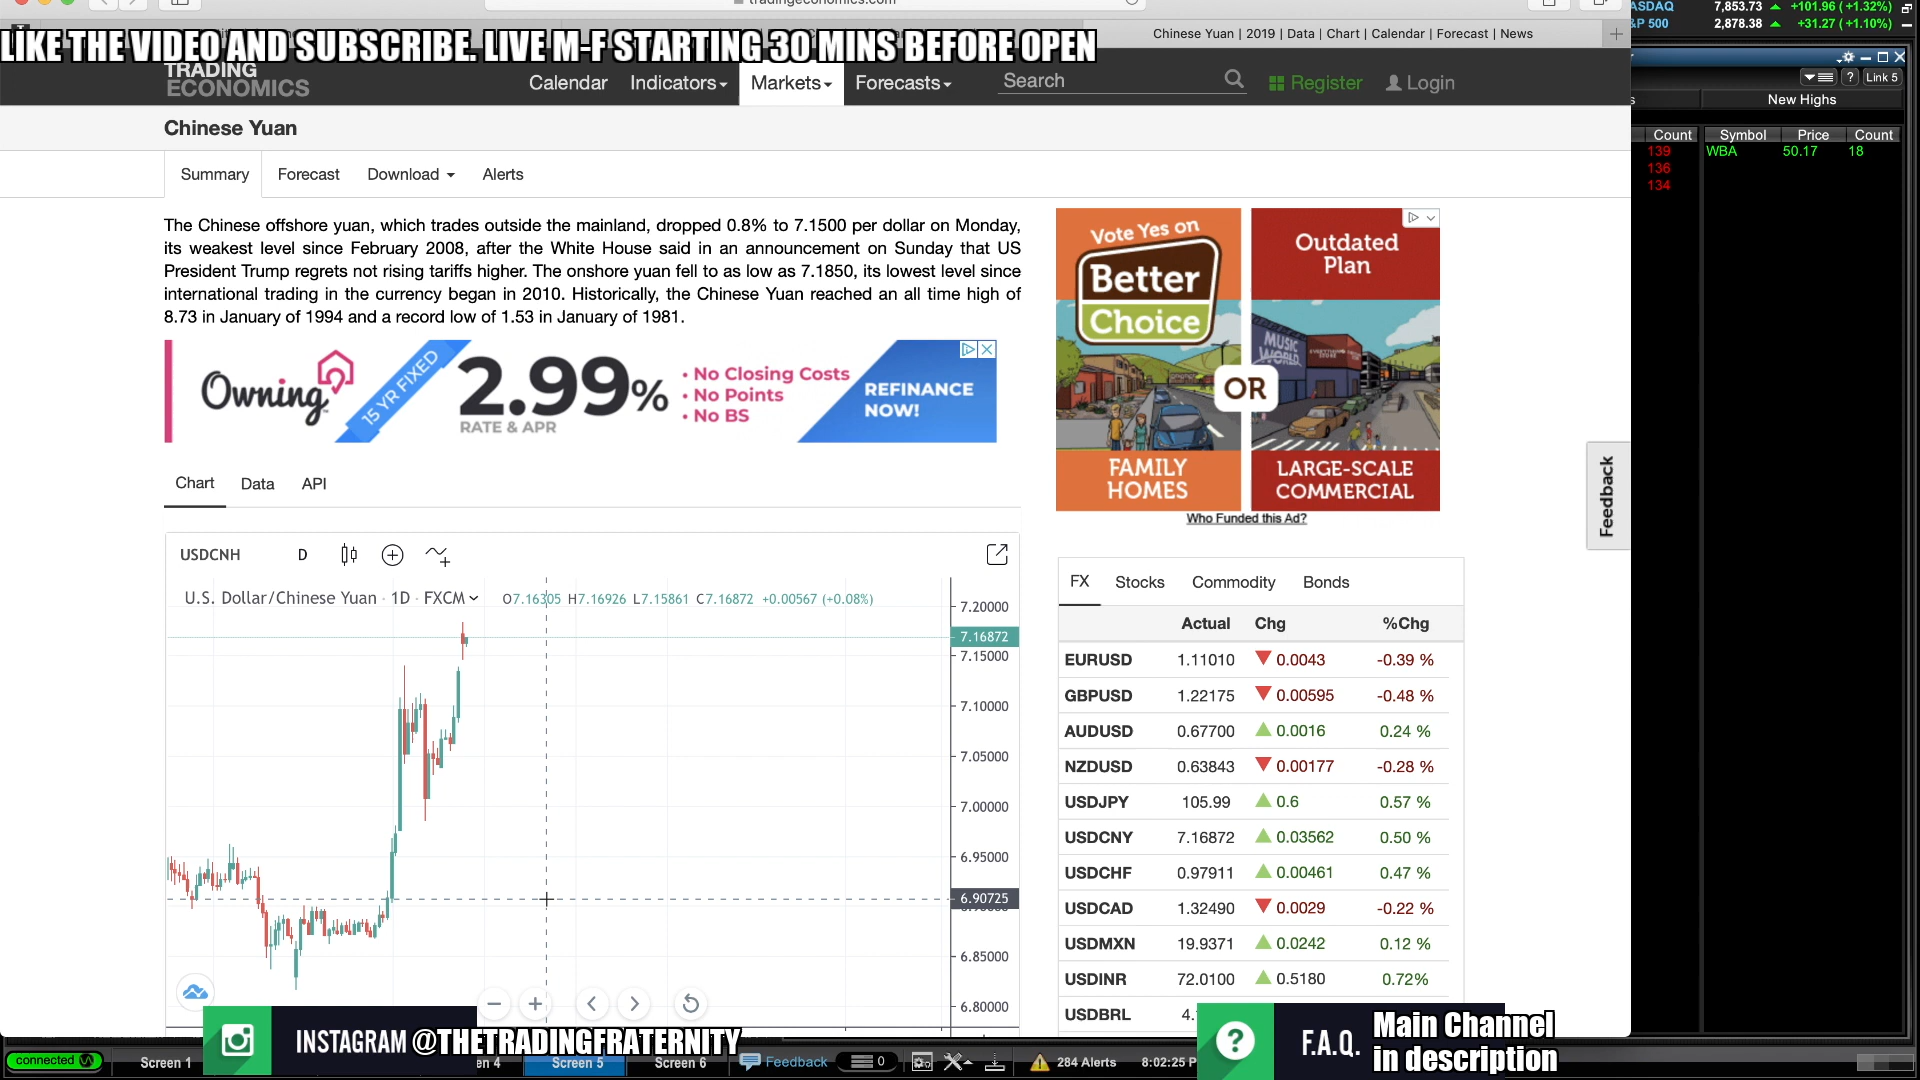 tradingeconomics.com
ASDAQ 7,853.73 +101.96 (+1.32%)
&P 500 2,878.38 +31.27 (+1.10%)
LIKE THE VIDEO AND SUBSCRIBE. LIVE M-F STARTING 30 MINS BEFORE OPEN
Chinese Yuan | 2019 | Data | Chart | Calendar | Forecast | News
TRADING
ECONOMICS
Calendar Indicators Markets Forecasts Search Register Login
? Link 5
New Highs
Count Symbol Price Count
139 WBA 50.17 18
136
134
Chinese Yuan
Summary Forecast Download Alerts
The Chinese offshore yuan, which trades outside the mainland, dropped 0.8% to 7.1500 per dollar on Monday,
its weakest level since February 2008, after the White House said in an announcement on Sunday that US
President Trump regrets not rising tariffs higher. The onshore yuan fell to as low as 7.1850, its lowest level since
international trading in the currency began in 2010. Historically, the Chinese Yuan reached an all time high of
8.73 in January of 1994 and a record low of 1.53 in January of 1981.
Vote Yes on
Better
Choice
OR
FAMILY
HOMES
Outdated
Plan
MUSIC
WORLD
LARGE-SCALE
COMMERCIAL
Who Funded this Ad?
Owning
15 YR FIXED
2.99%
RATE & APR
• No Closing Costs
• No Points
• No BS
REFINANCE
NOW!
Feedback
Chart Data API
USDCNH D
U.S. Dollar/Chinese Yuan · 1D · FXCM O7.16305 H7.16926 L7.15861 C7.16872 +0.00567 (+0.08%)
7.20000
7.16872
7.15000
7.10000
7.05000
7.00000
6.95000
6.90725
6.85000
6.80000
FX Stocks Commodity Bonds
Actual Chg %Chg
EURUSD 1.11010 0.0043 -0.39 %
GBPUSD 1.22175 0.00595 -0.48 %
AUDUSD 0.67700 0.0016 0.24 %
NZDUSD 0.63843 0.00177 -0.28 %
USDJPY 105.99 0.6 0.57 %
USDCNY 7.16872 0.03562 0.50 %
USDCHF 0.97911 0.00461 0.47 %
USDCAD 1.32490 0.0029 -0.22 %
USDMXN 19.9371 0.0242 0.12 %
USDINR 72.0100 0.5180 0.72%
USDBRL 4.
INSTAGRAM @THETRADINGFRATERNITY
? F.A.Q. Main Channel
in description
connected Screen 1 en 4 Screen 5 Screen 6 Feedback 0 284 Alerts 8:02:25 P